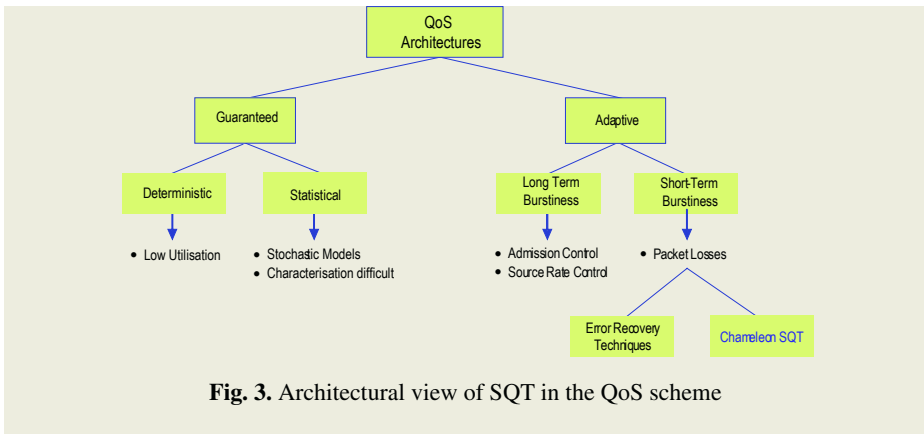 QoS
Architectures
Guaranteed
Adaptive
Deterministic
Statistical
Long Term
Burstiness
Short-Term
Burstiness
• Low Utilisation
• Stochastic Models
• Characterisation difficult
• Admission Control
• Source Rate Control
• Packet Losses
Error Recovery
Techniques
Chameleon SQT
Fig. 3. Architectural view of SQT in the QoS scheme